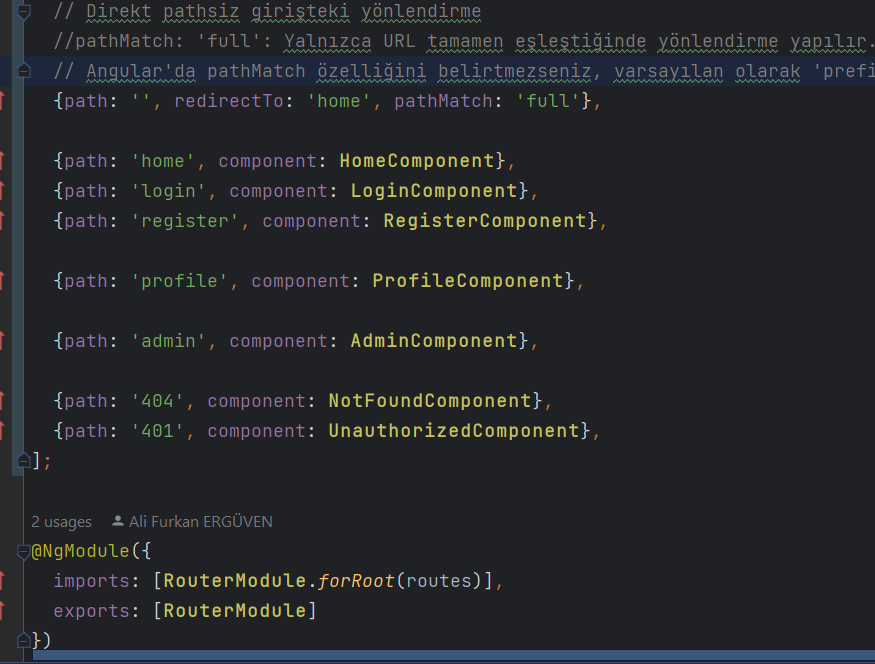 // Direkt pathsiz girişteki yönlendirme
//pathMatch: 'full': Yalnızca URL tamamen eşleştiğinde yönlendirme yapılır.
// Angular'da pathMatch özelliğini belirtmezseniz, varsayılan olarak 'prefi
{path: '', redirectTo: 'home', pathMatch: 'full'},
{path: 'home', component: HomeComponent},
{path: 'login', component: LoginComponent},
{path: 'register', component: RegisterComponent},
{path: 'profile', component: ProfileComponent},
{path: 'admin', component: AdminComponent},
{path: '404', component: NotFoundComponent},
{path: '401', component: UnauthorizedComponent},
];
2 usages Ali Furkan ERGÜVEN
@NgModule({
imports: [RouterModule.forRoot(routes)],
exports: [RouterModule]
})